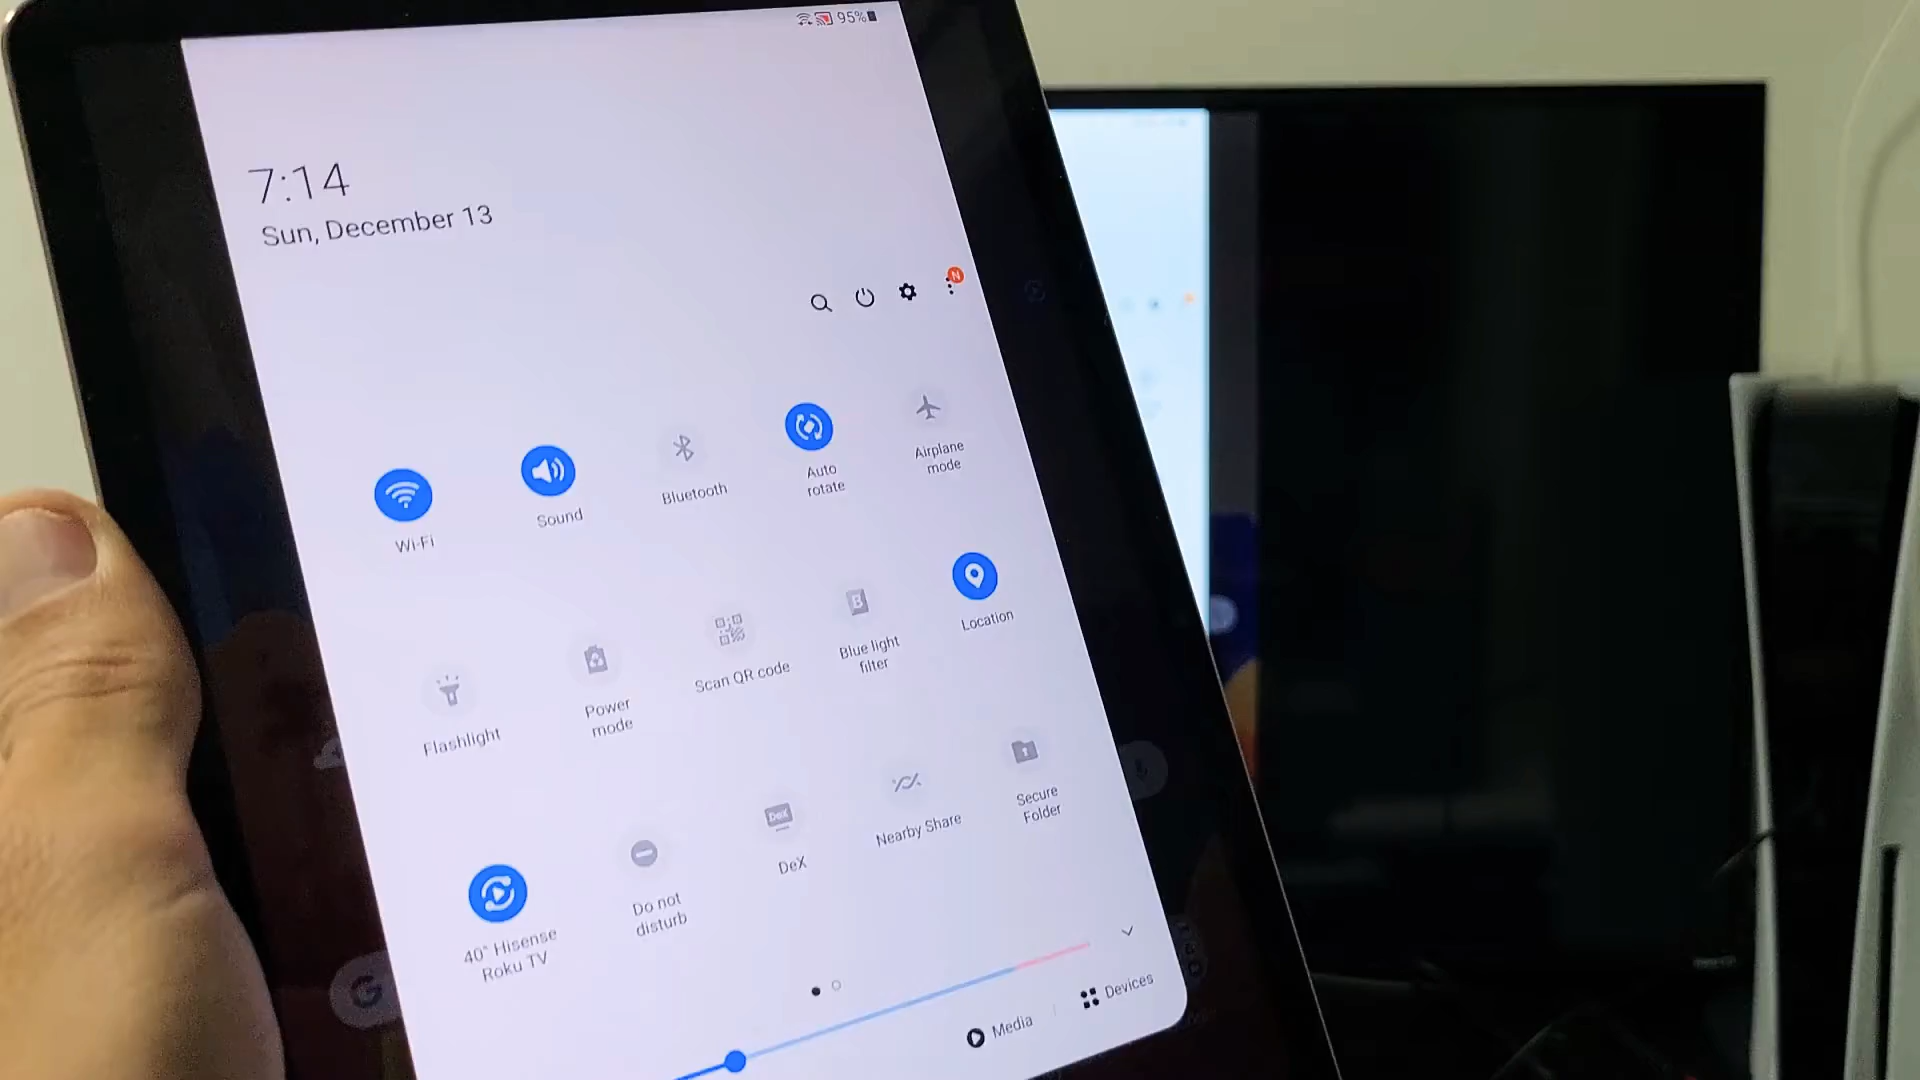 95%
7:14
Sun, December 13
N
Wi-Fi
Sound
Bluetooth
Auto
rotate
Airplane
mode
Flashlight
Power
mode
Scan QR code
B
Blue light
filter
Location
40" Hisense
Roku TV
Do not
disturb
DeX
DeX
Nearby Share
Secure
Folder
Media
Devices
G